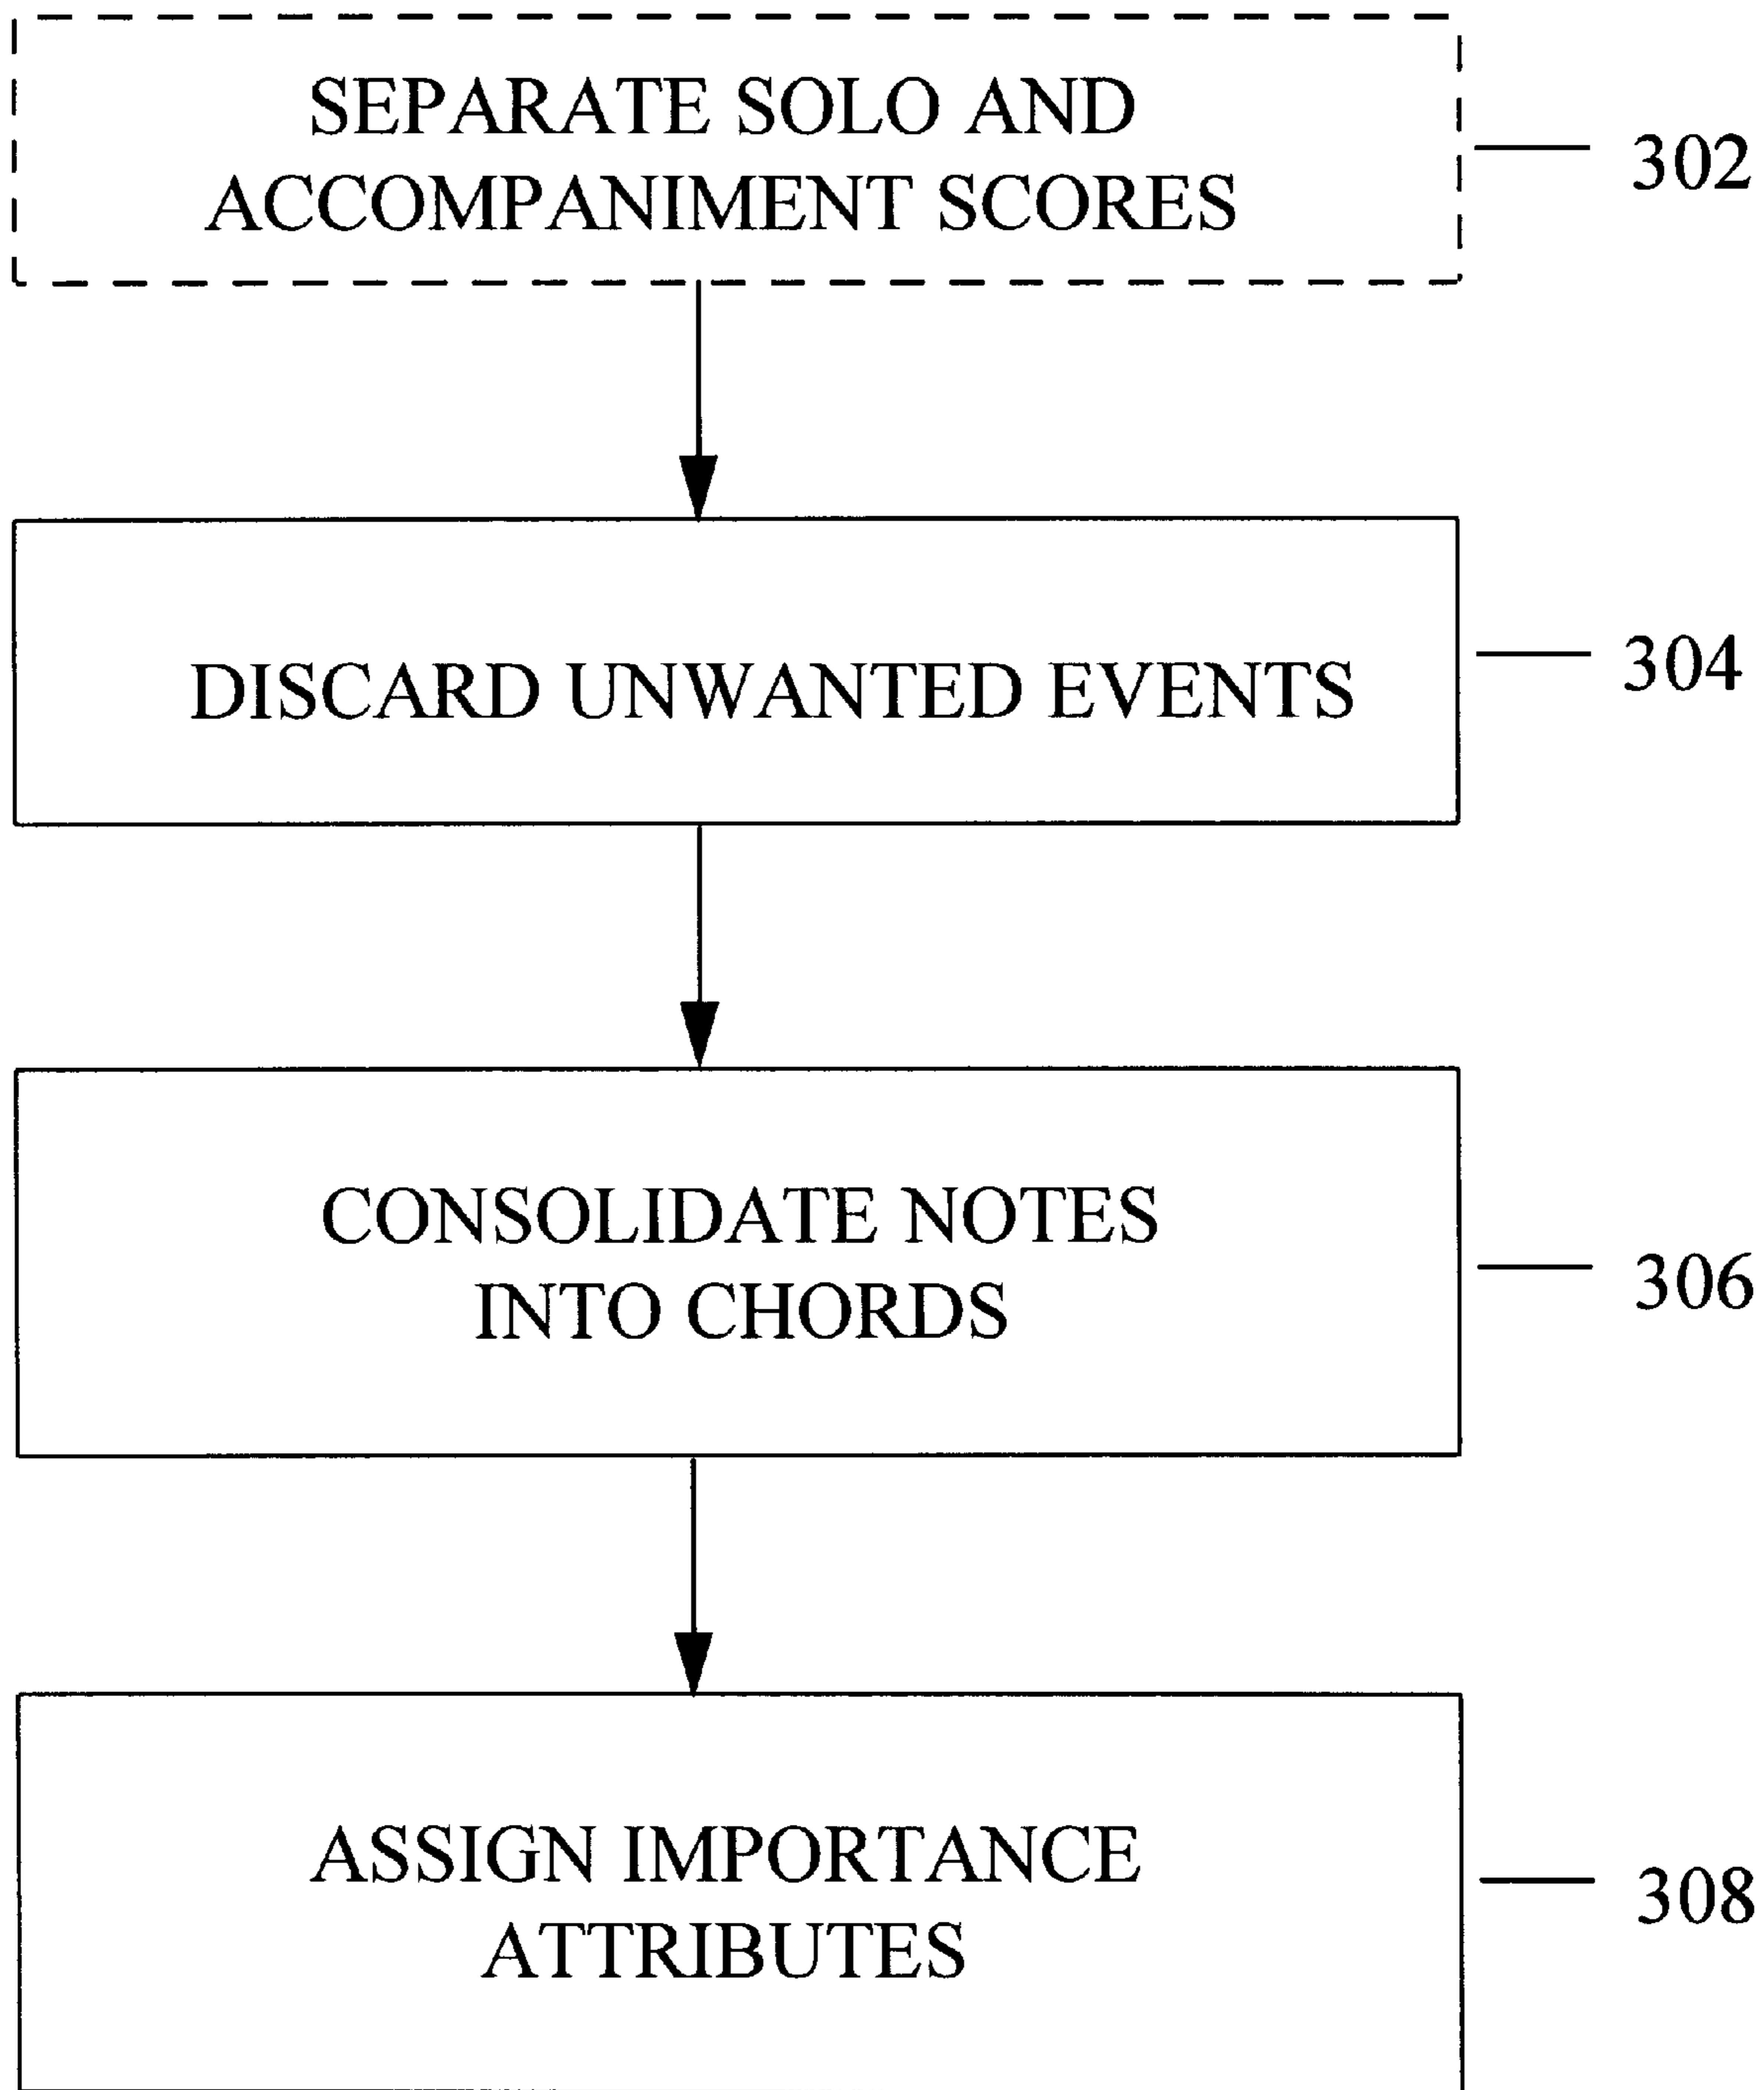 SEPARATE SOLO AND
ACCOMPANIMENT SCORES
302
DISCARD UNWANTED EVENTS
304
CONSOLIDATE NOTES
INTO CHORDS
306
ASSIGN IMPORTANCE
ATTRIBUTES
308